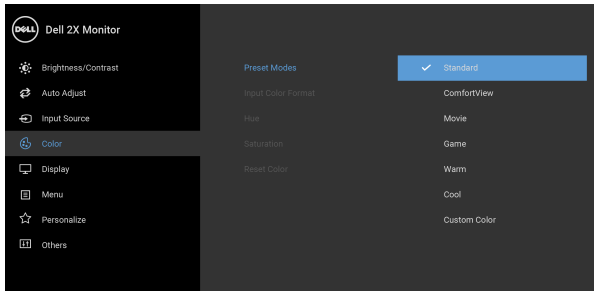 DELL
Dell 2X Monitor
Brightness/Contrast
Auto Adjust
Input Source
Color
Display
Menu
Personalize
Others
Preset Modes
Input Color Format
Hue
Saturation
Reset Color
Standard
ComfortView
Movie
Game
Warm
Cool
Custom Color